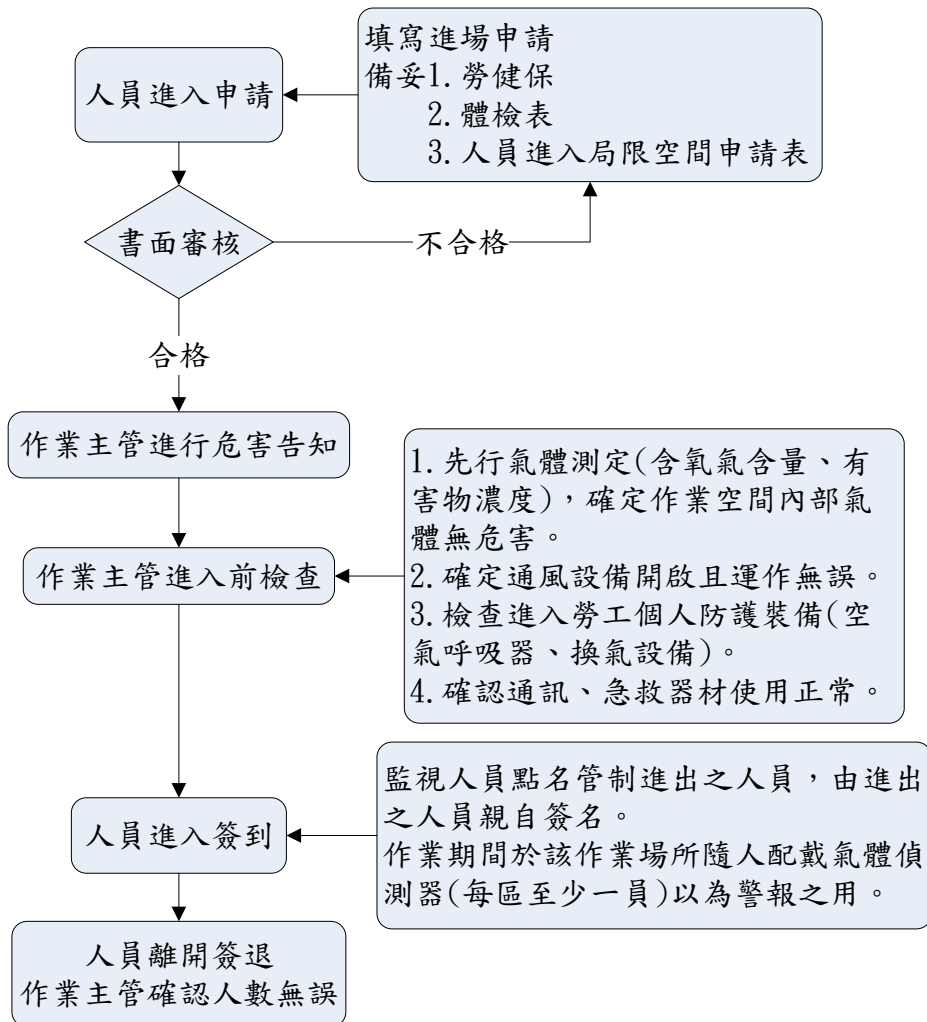 填寫進場申請
備妥1.勞健保
2.體檢表
3.人員進入局限空間申請表
人員進入申請
書面審核
不合格
合格
作業主管進行危害告知
1.先行氣體測定(含氧氣含量、有
害物濃度)，確定作業空間內部氣
體無危害。
2.確定通風設備開啟且運作無誤。
3.檢查進入勞工個人防護裝備(空
氣呼吸器、換氣設備)。
4.確認通訊、急救器材使用正常。
作業主管進入前檢查
監視人員點名管制進出之人員，由進出
之人員親自簽名。
作業期間於該作業場所隨人配戴氣體偵
測器(每區至少一員)以為警報之用。
人員進入簽到
人員離開簽退
作業主管確認人數無誤